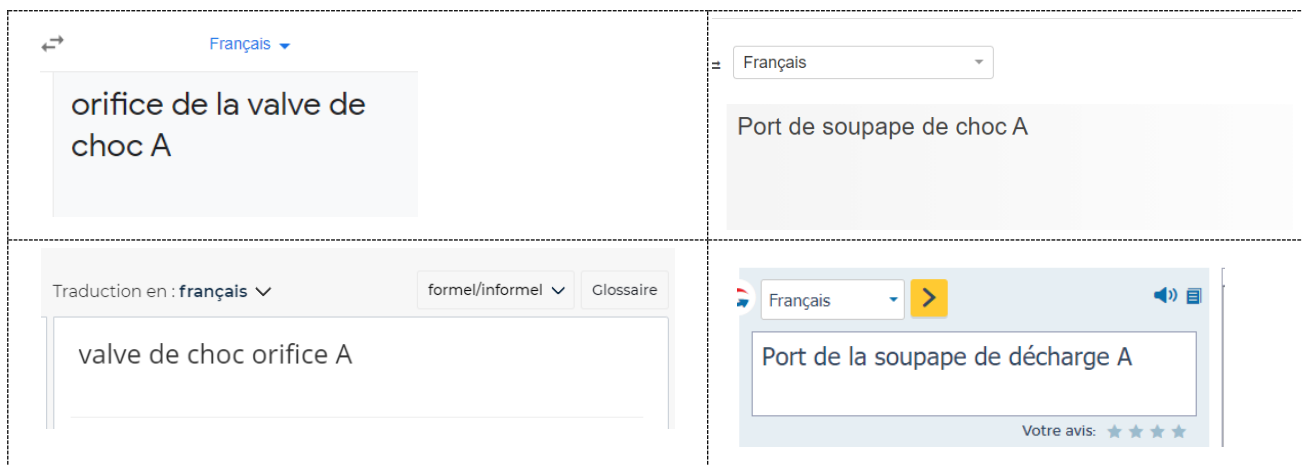 Français
orifice de la valve de
choc A
Français
Port de soupape de choc A
Traduction en : français
formel/informel
Glossaire
valve de choc orifice A
Français
Port de la soupape de décharge A
Votre avis: